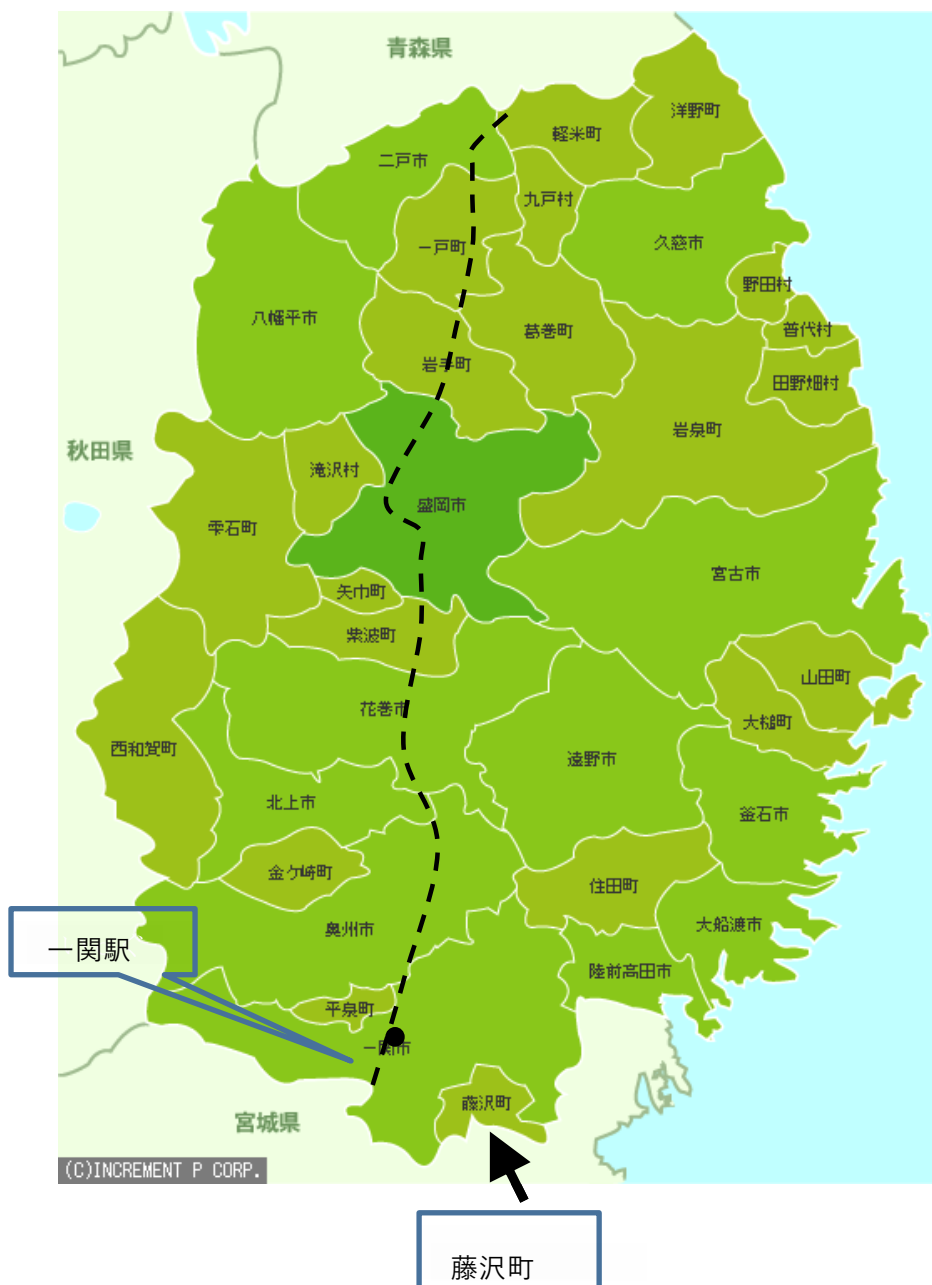 青森県
洋野町
軽米町
二戸市
九戸村
一戸町
久慈市
野田村
八幡平市
普代村
葛巻町
岩手町
田野畑村
岩泉町
秋田県
滝沢村
盛岡市
雫石町
宮古市
矢巾町
紫波町
山田町
花巻市
大槌町
西和賀町
遠野市
北上市
釜石市
金ケ崎町
住田町
奥州市
大船渡市
一関駅
陸前高田市
平泉町
一関市
藤沢町
宮城県
(C)INCREMENT P CORP.
藤沢町